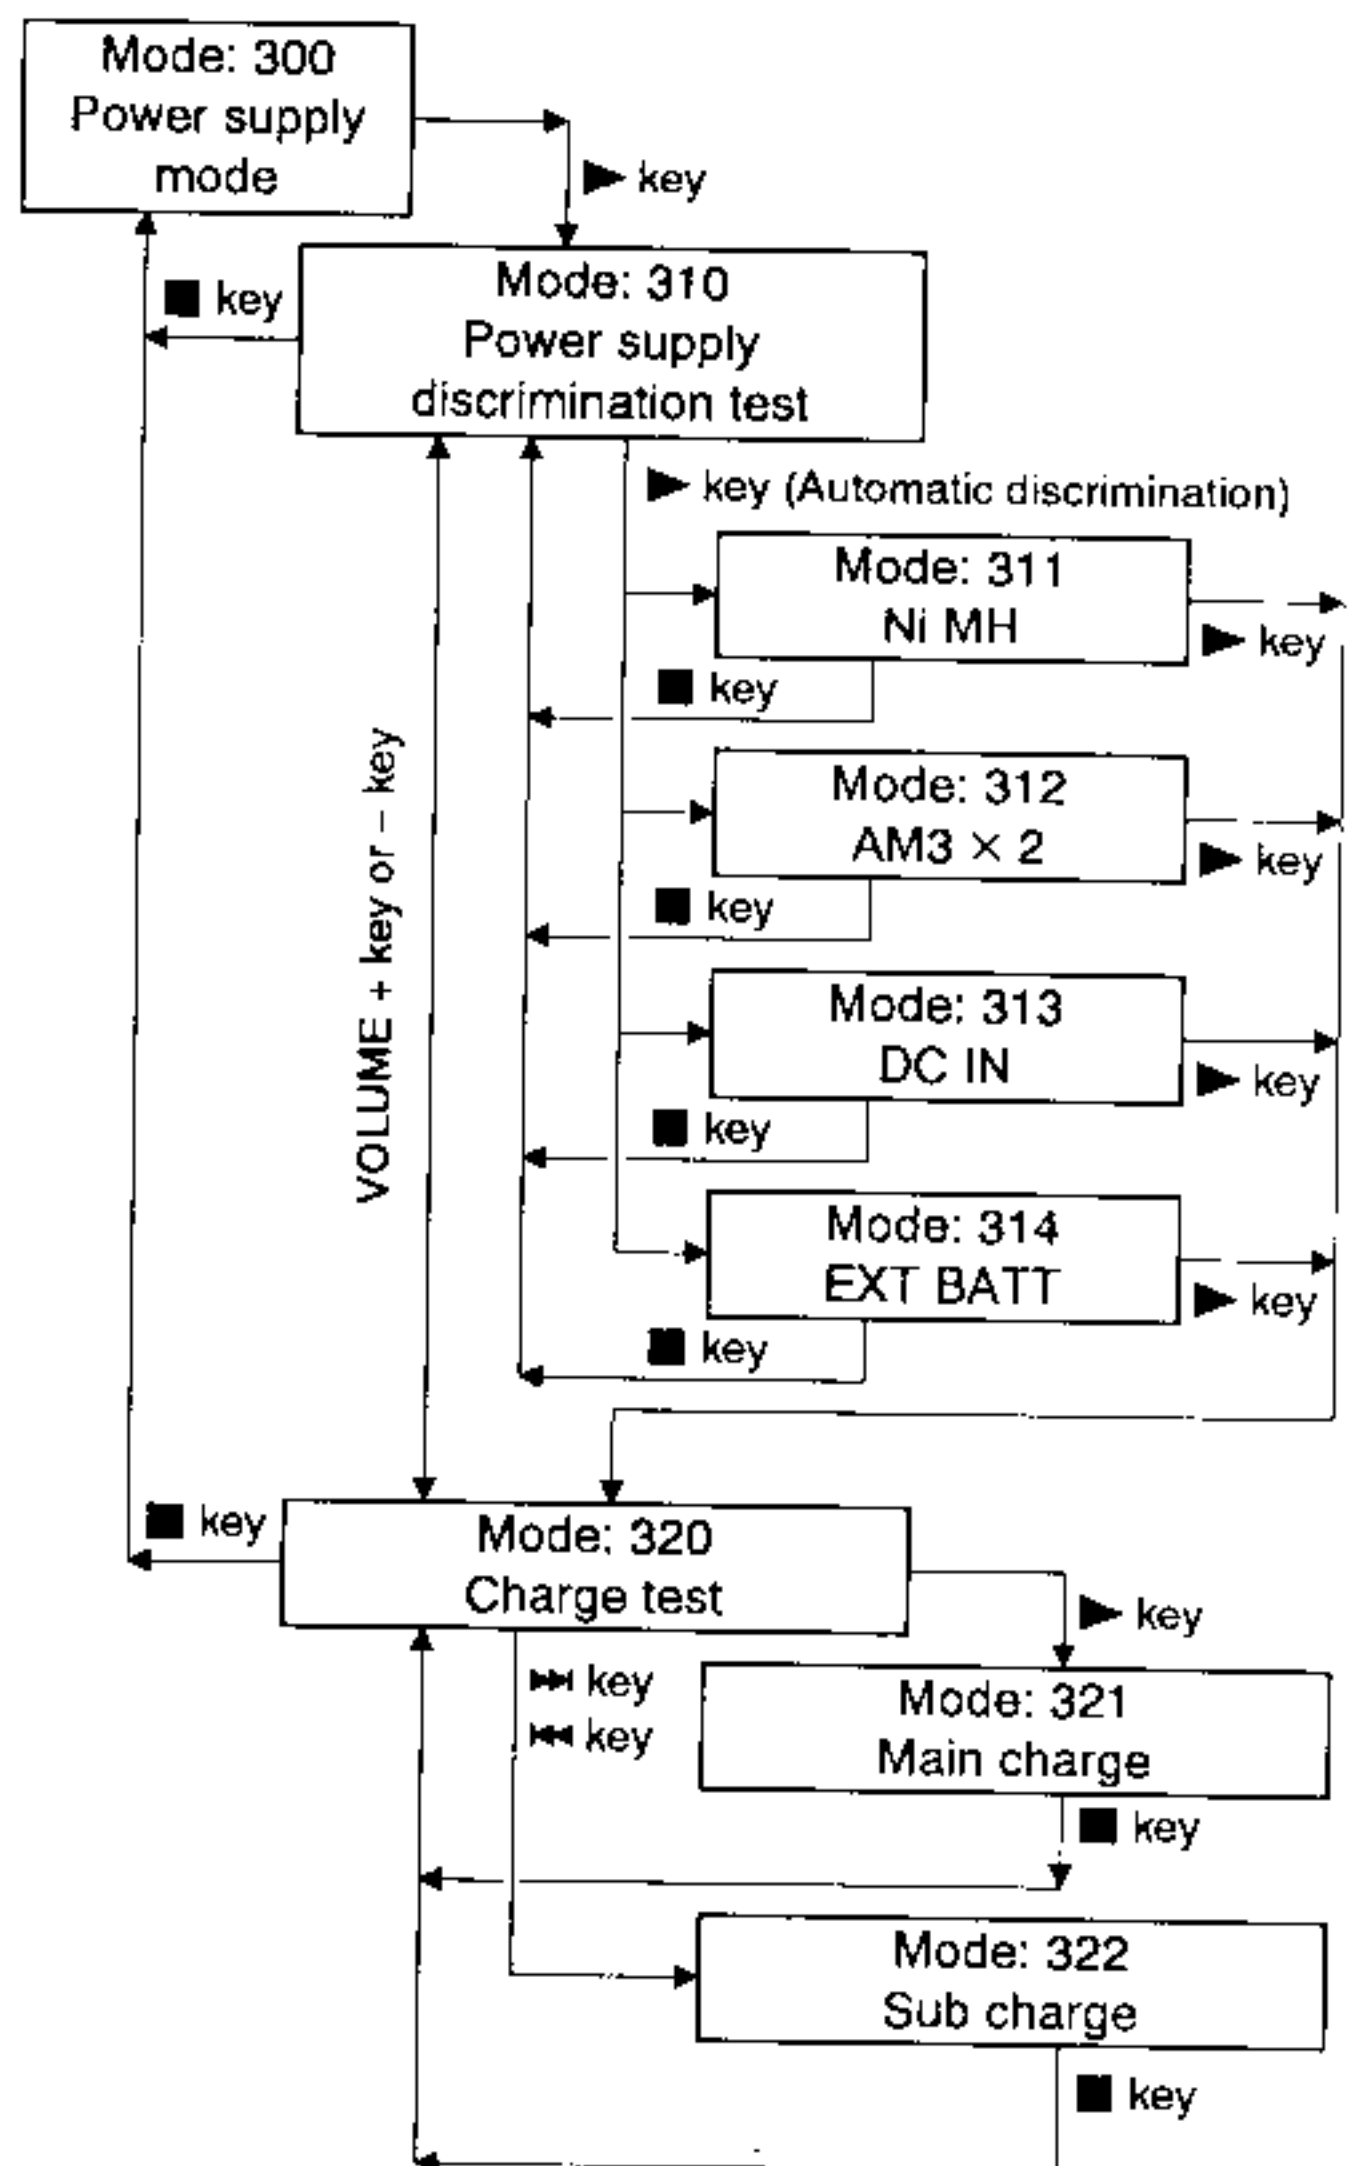 Mode: 300
Power supply
mode
▶ key
Mode: 310
Power supply
discrimination test
■ key
▶ key (Automatic discrimination)
Mode: 311
Ni MH
▶ key
■ key
VOLUME + key or – key
Mode: 312
AM3 × 2
▶ key
■ key
Mode: 313
DC IN
▶ key
■ key
Mode: 314
EXT BATT
▶ key
■ key
■ key
Mode: 320
Charge test
▶ key
⏭ key
⏮ key
Mode: 321
Main charge
■ key
Mode: 322
Sub charge
■ key